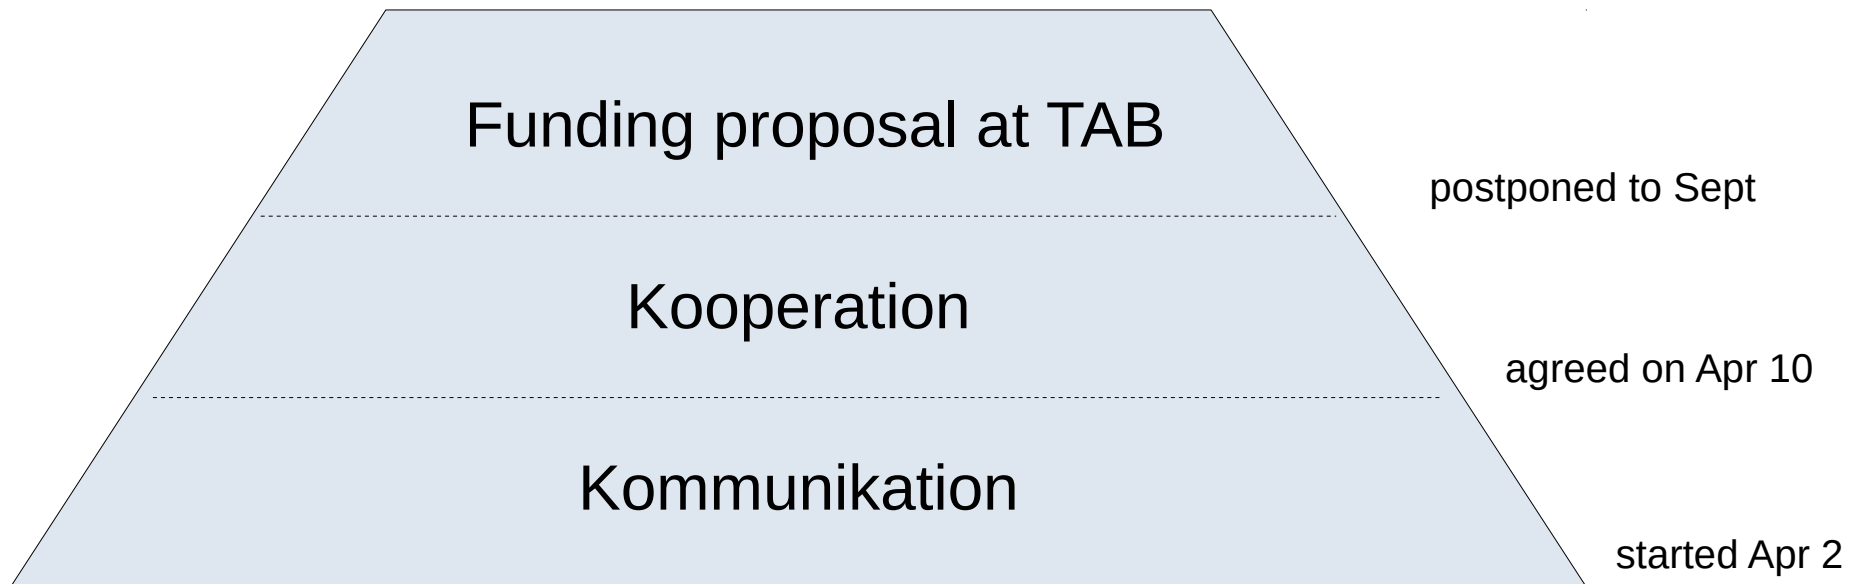 Funding proposal at TAB
postponed to Sept
Kooperation
agreed on Apr 10
Kommunikation
started Apr 2